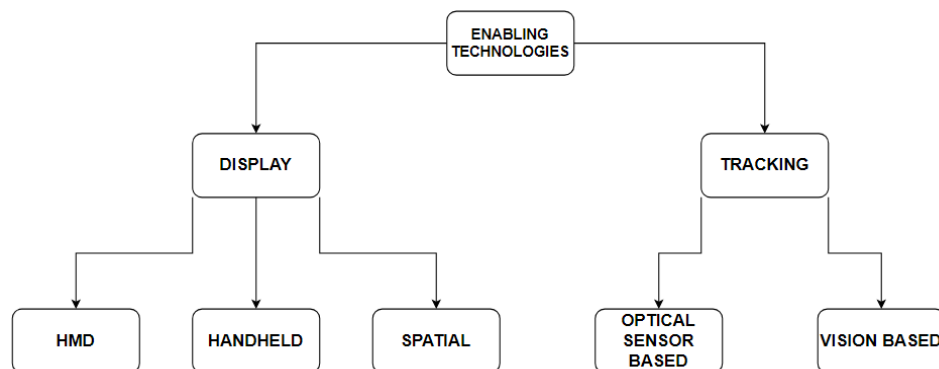 ENABLING
TECHNOLOGIES
DISPLAY
TRACKING
HMD
HANDHELD
SPATIAL
OPTICAL
SENSOR
BASED
VISION BASED